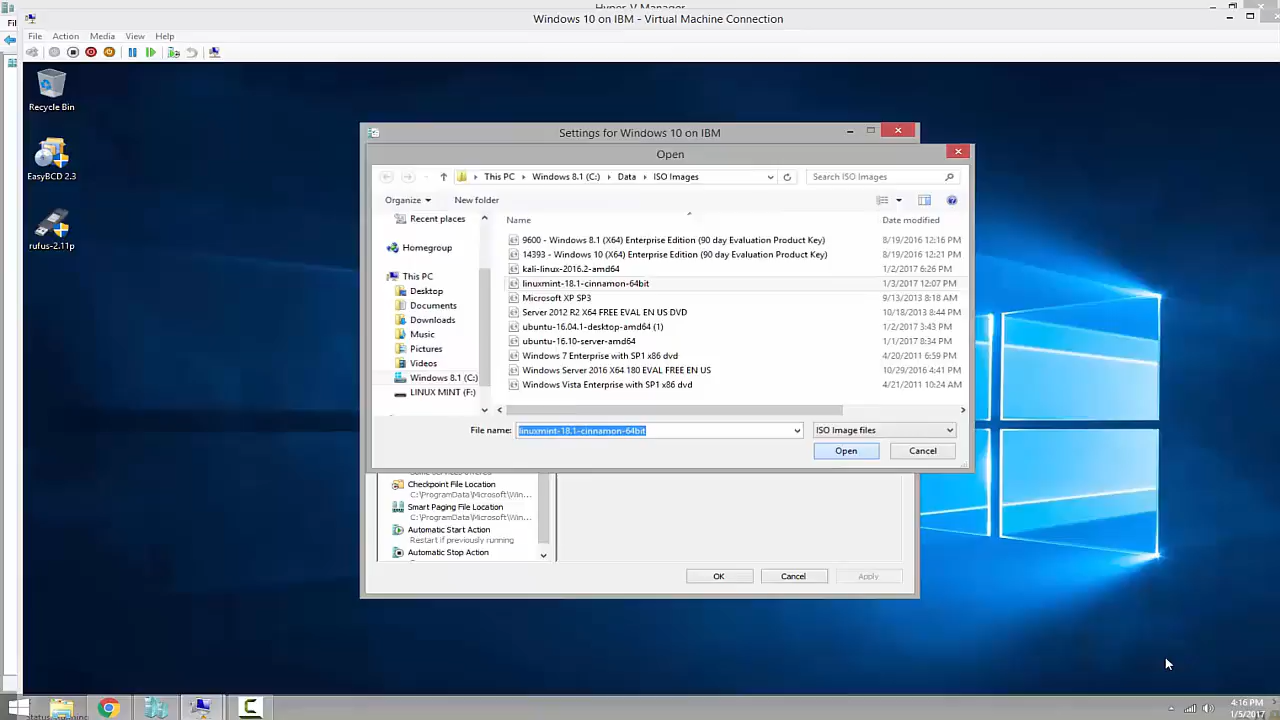 Hyper-V Manager
Windows 10 on IBM - Virtual Machine Connection
File Action Media View Help
Recycle Bin
EasyBCD 2.3
rufus-2.11p
Settings for Windows 10 on IBM
Open
This PC Windows 8.1 (C:) Data ISO Images
Search ISO Images
Organize New folder
Name Date modified
Recent places
Homegroup
This PC
Desktop
Documents
Downloads
Music
Pictures
Videos
Windows 8.1 (C:)
LINUX MINT (F:)
9600 - Windows 8.1 (X64) Enterprise Edition (90 day Evaluation Product Key) 8/19/2016 12:16 PM
14393 - Windows 10 (X64) Enterprise Edition (90 day Evaluation Product Key) 8/19/2016 12:21 PM
kali-linux-2016.2-amd64 1/2/2017 6:26 PM
linuxmint-18.1-cinnamon-64bit 1/3/2017 12:07 PM
Microsoft XP SP3 9/13/2013 8:18 AM
Server 2012 R2 X64 FREE EVAL EN US DVD 10/18/2013 8:44 PM
ubuntu-16.04.1-desktop-amd64 (1) 1/2/2017 3:43 PM
ubuntu-16.10-server-amd64 1/1/2017 8:34 PM
Windows 7 Enterprise with SP1 x86 dvd 4/20/2011 6:59 PM
Windows Server 2016 X64 180 EVAL FREE EN US 10/29/2016 4:41 PM
Windows Vista Enterprise with SP1 x86 dvd 4/21/2011 10:24 AM
File name: linuxmint-18.1-cinnamon-64bit ISO Image files
Open Cancel
Some services offered
Checkpoint File Location
C:\ProgramData\Microsoft\Win...
Smart Paging File Location
C:\ProgramData\Microsoft\Win...
Automatic Start Action
Restart if previously running
Automatic Stop Action
OK Cancel Apply
4:16 PM
1/5/2017